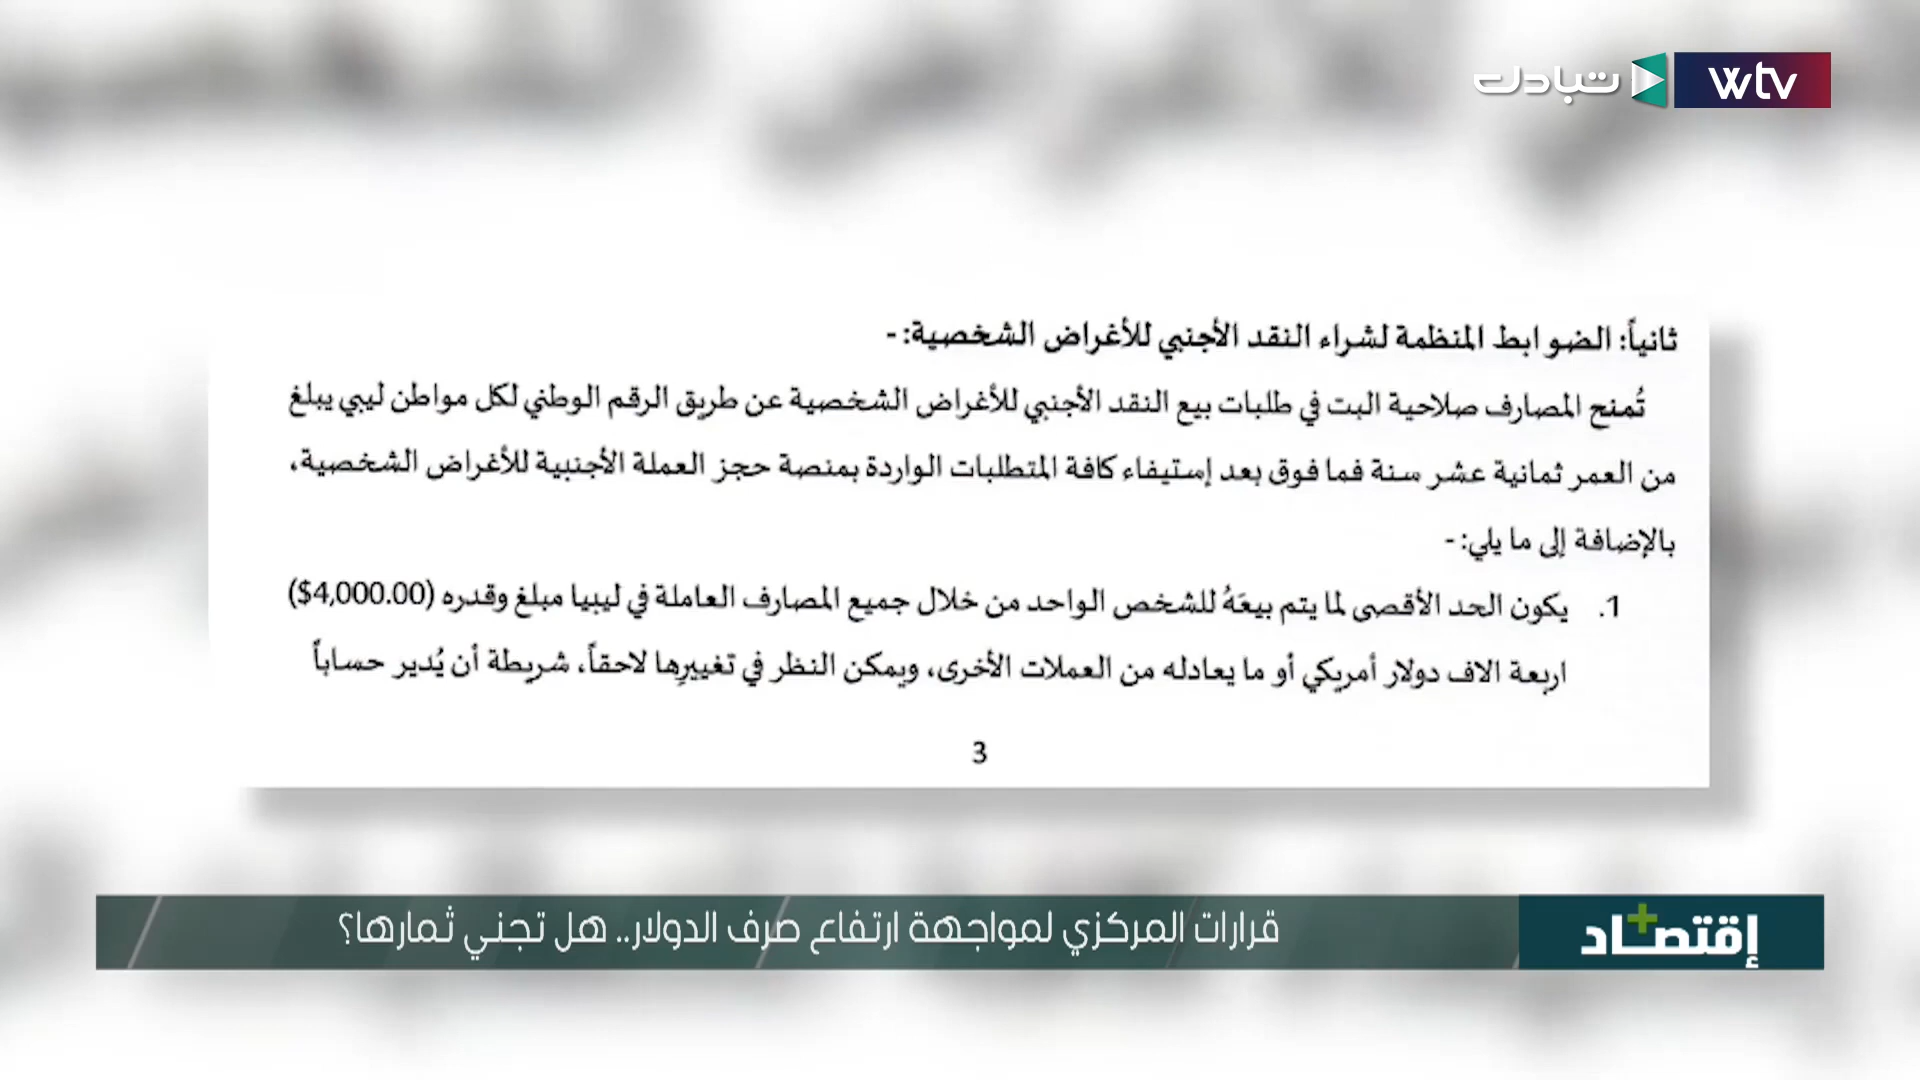 تبادل wtv
ثانياً: الضوابط المنظمة لشراء النقد الأجنبي للأغراض الشخصية: -
تُمنح المصارف صلاحية البت في طلبات بيع النقد الأجنبي للأغراض الشخصية عن طريق الرقم الوطني لكل مواطن ليبي يبلغ
من العمر ثمانية عشر سنة فما فوق بعد إستيفاء كافة المتطلبات الواردة بمنصة حجز العملة الأجنبية للأغراض الشخصية،
بالإضافة إلى ما يلي: -
1. يكون الحد الأقصى لما يتم بيعَهُ للشخص الواحد من خلال جميع المصارف العاملة في ليبيا مبلغ وقدره (4,000.00$)
اربعة الاف دولار أمريكي أو ما يعادله من العملات الأخرى، ويمكن النظر في تغييرِها لاحقاً، شريطة أن يُدير حساباً
3
إقتصاد+
قرارات المركزي لمواجهة ارتفاع صرف الدولار.. هل تجني ثمارها؟